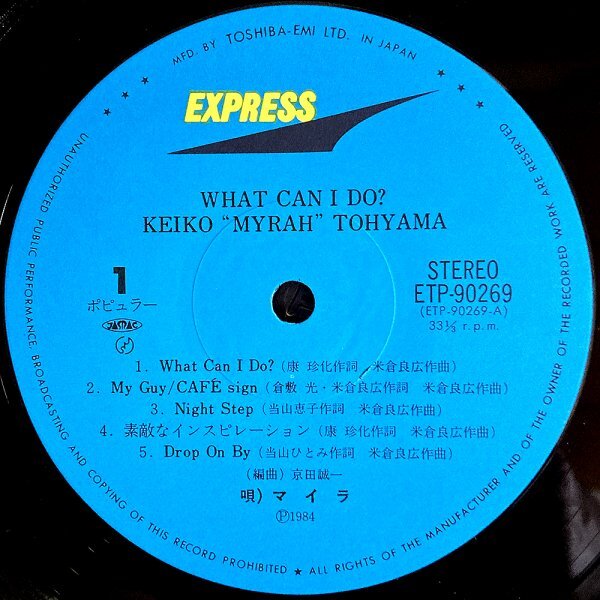 MFD. BY TOSHIBA-EMI LTD. IN JAPAN
EXPRESS
WHAT CAN I DO?
KEIKO "MYRAH" TOHYAMA
1
ポピュラー
JASRAC
STEREO
ETP-90269
(ETP-90269-A)
33⅓ r.p.m.
1. What Can I Do? (康 珍化作詞 米倉良広作曲)
2. My Guy/CAFÉ sign (倉敷 光・米倉良広作詞 米倉良広作曲)
3. Night Step (当山恵子作詞 米倉良広作曲)
4. 素敵なインスピレーション (康 珍化作詞 米倉良広作曲)
5. Drop On By (当山ひとみ作詞 米倉良広作曲)
(編曲)京田誠一
唄) マイラ
Ⓟ1984
UNAUTHORIZED PUBLIC PERFORMANCE, BROADCASTING AND COPYING OF THIS RECORD PROHIBITED ★ ALL RIGHTS OF THE MANUFACTURER AND OF THE OWNER OF THE RECORDED WORK ARE RESERVED